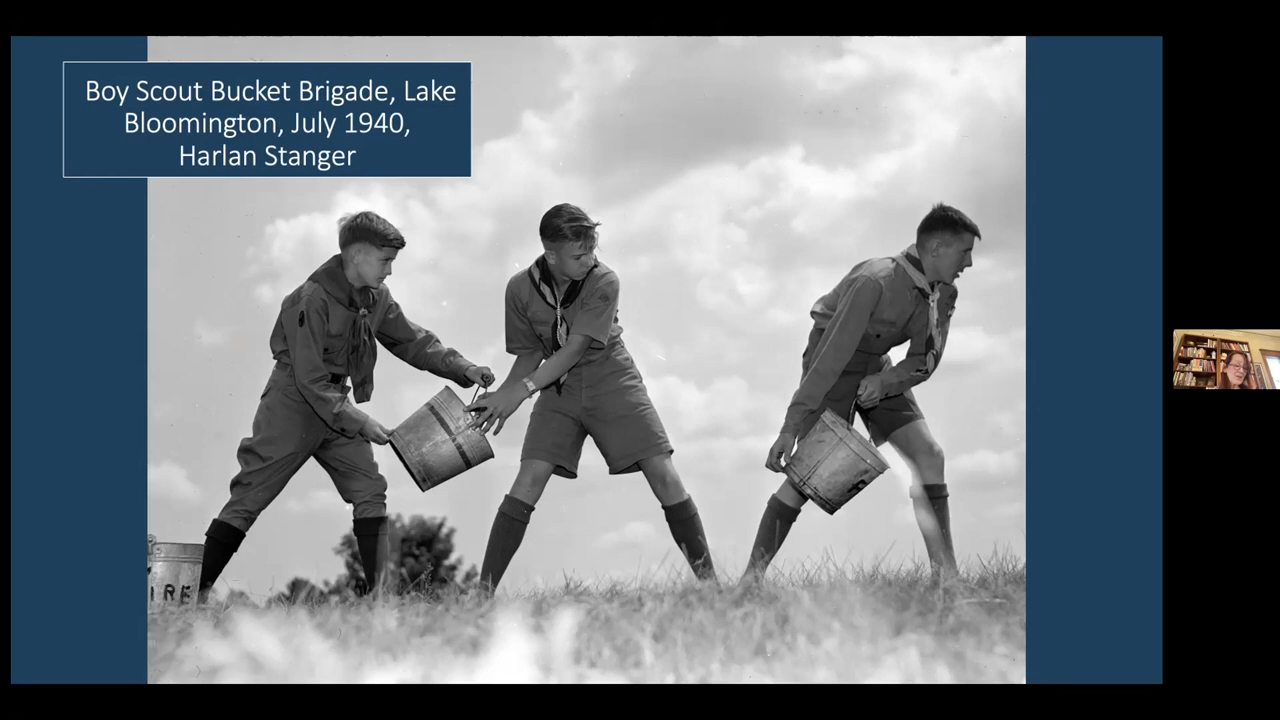 Boy Scout Bucket Brigade, Lake
Bloomington, July 1940,
Harlan Stanger
IRE